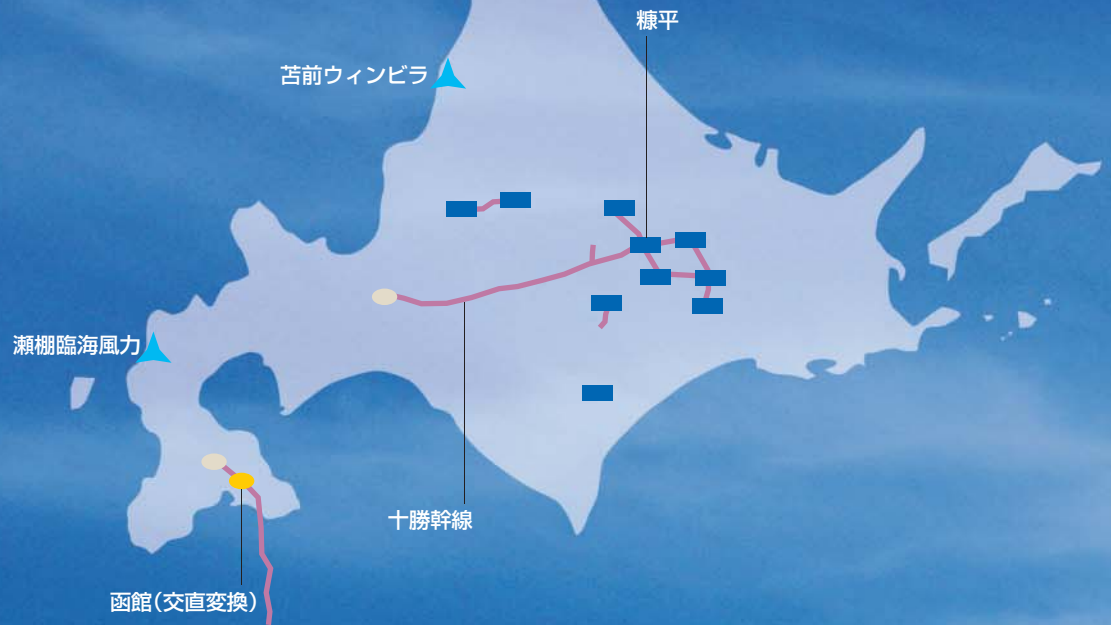 糠平
苫前ウィンビラ
瀬棚臨海風力
十勝幹線
函館(交直変換)